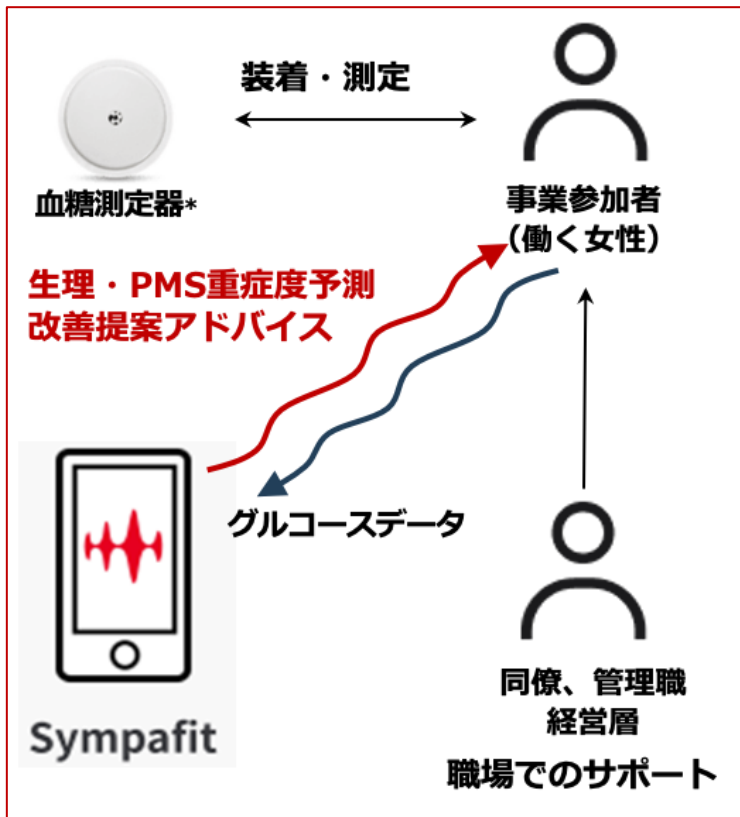 装着・測定
血糖測定器*
事業参加者
(働く女性)
生理・PMS重症度予測
改善提案アドバイス
グルコースデータ
Sympafit
同僚、管理職
経営層
職場でのサポート